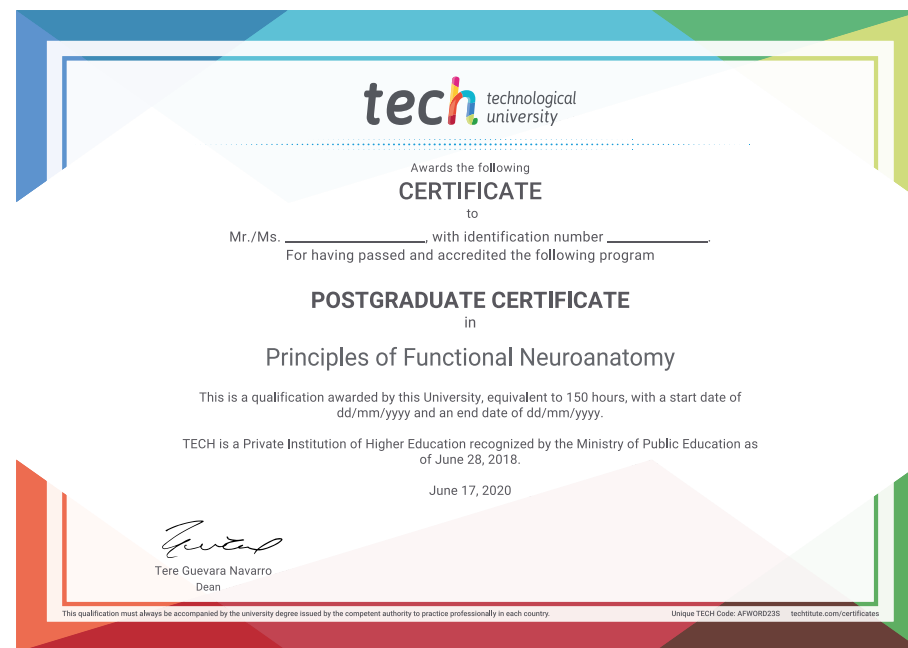 tech technological
university
Awards the following
CERTIFICATE
to
Mr./Ms. ____________________, with identification number _______________.
For having passed and accredited the following program
POSTGRADUATE CERTIFICATE
in
Principles of Functional Neuroanatomy
This is a qualification awarded by this University, equivalent to 150 hours, with a start date of
dd/mm/yyyy and an end date of dd/mm/yyyy.
TECH is a Private Institution of Higher Education recognized by the Ministry of Public Education as
of June 28, 2018.
June 17, 2020
Tere Guevara Navarro
Dean
This qualification must always be accompanied by the university degree issued by the competent authority to practice professionally in each country. Unique TECH Code: AFWORD23S techtitute.com/certificates